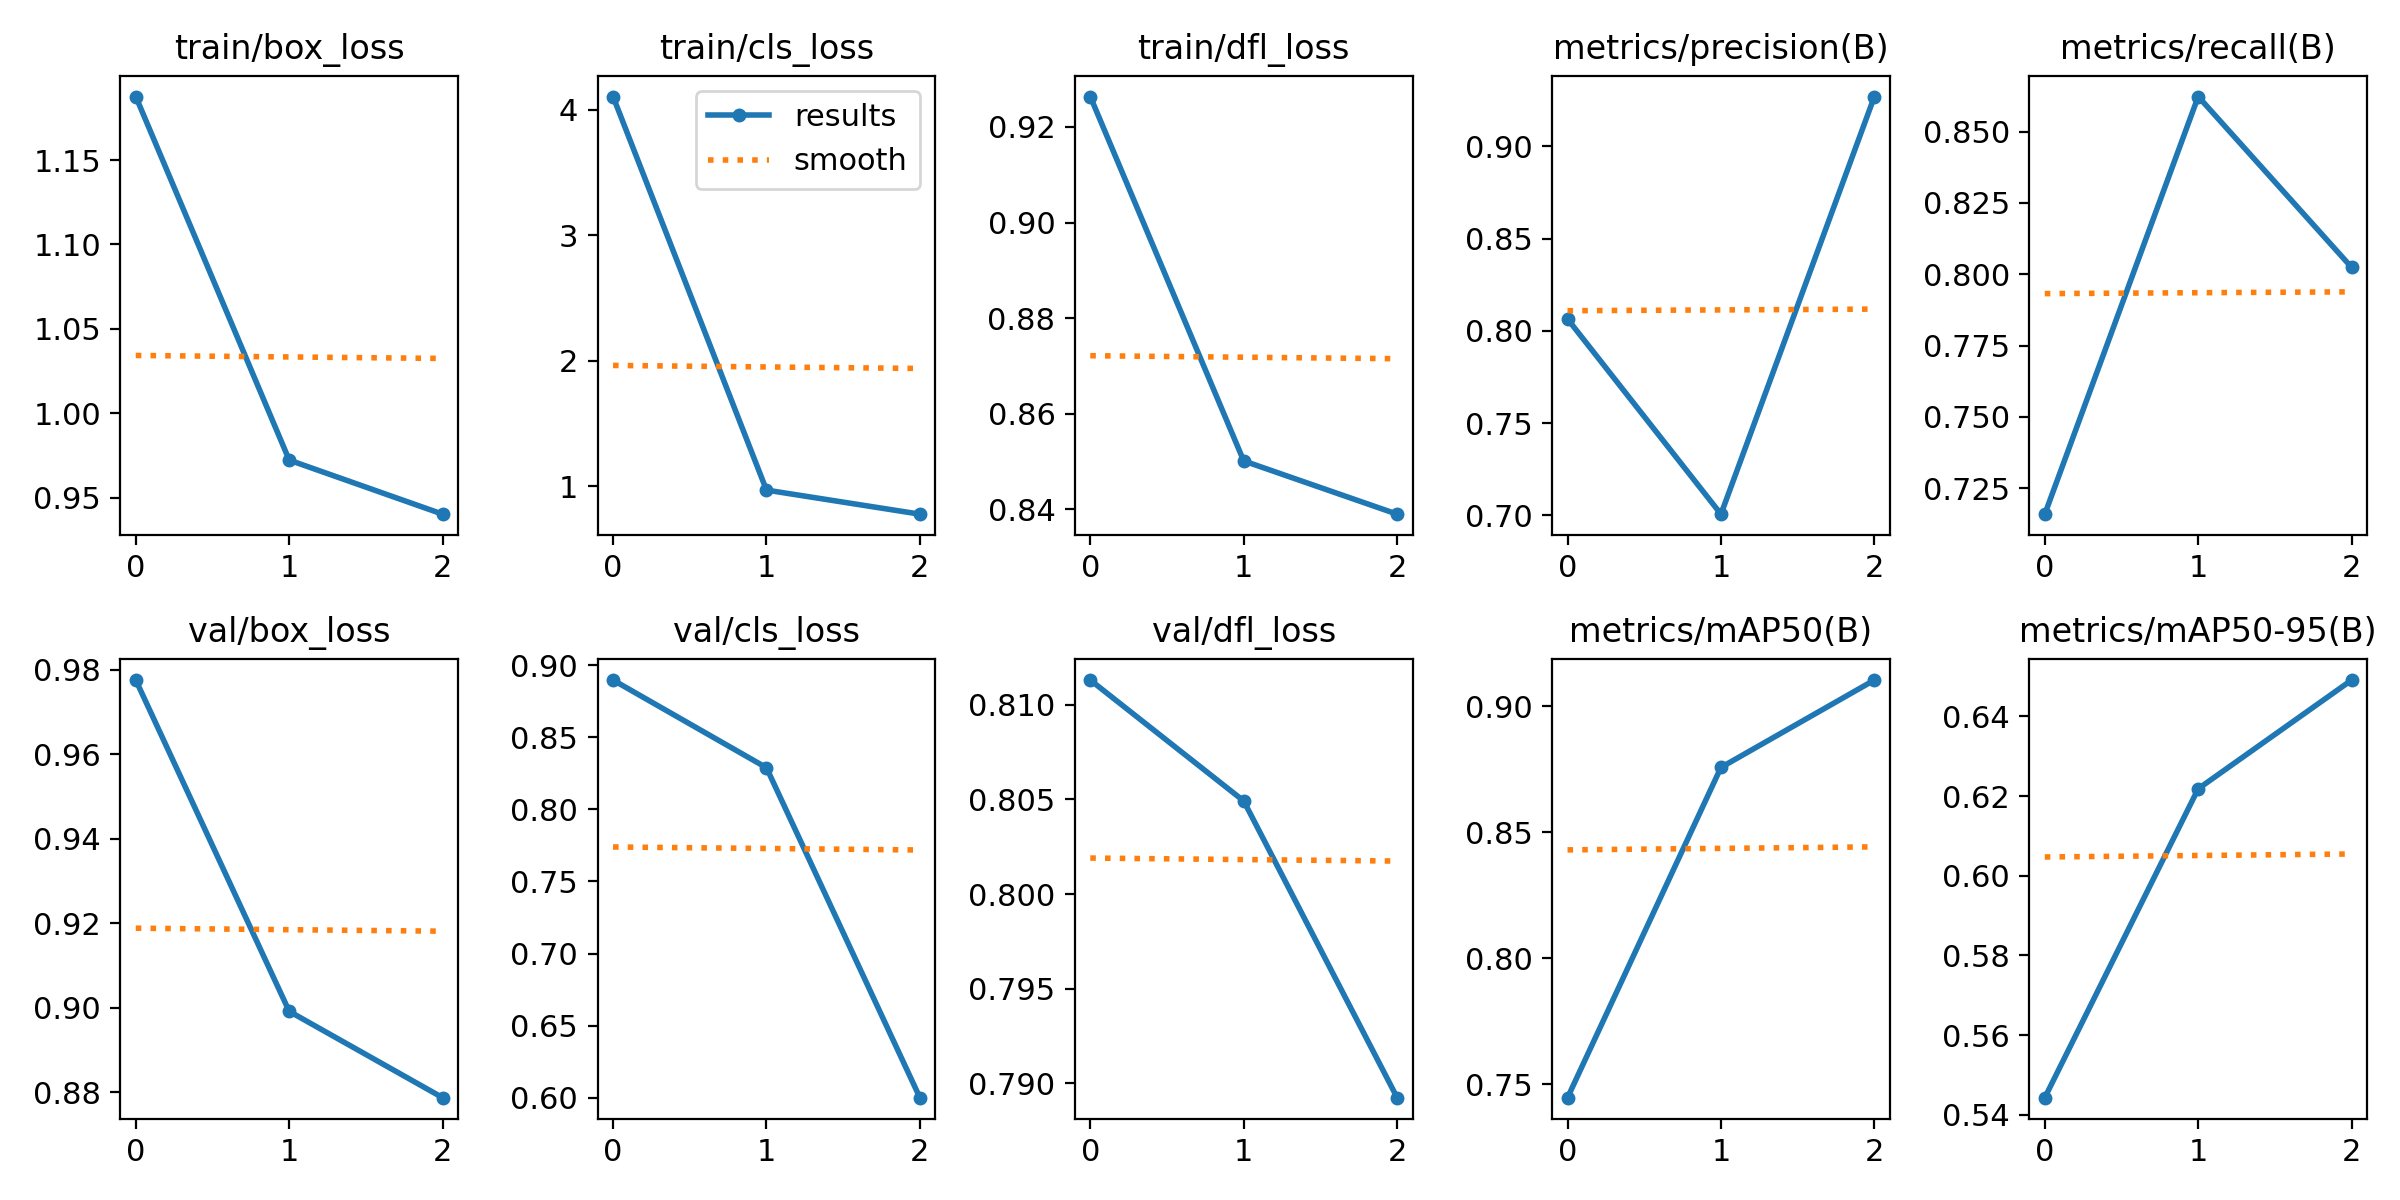 train/box_loss
1.15
1.10
1.05
1.00
0.95
0 1 2
train/cls_loss
results
smooth
4
3
2
1
0 1 2
train/dfl_loss
0.92
0.90
0.88
0.86
0.84
0 1 2
metrics/precision(B)
0.90
0.85
0.80
0.75
0.70
0 1 2
metrics/recall(B)
0.850
0.825
0.800
0.775
0.750
0.725
0 1 2
val/box_loss
0.98
0.96
0.94
0.92
0.90
0.88
0 1 2
val/cls_loss
0.90
0.85
0.80
0.75
0.70
0.65
0.60
0 1 2
val/dfl_loss
0.810
0.805
0.800
0.795
0.790
0 1 2
metrics/mAP50(B)
0.90
0.85
0.80
0.75
0 1 2
metrics/mAP50-95(B)
0.64
0.62
0.60
0.58
0.56
0.54
0 1 2